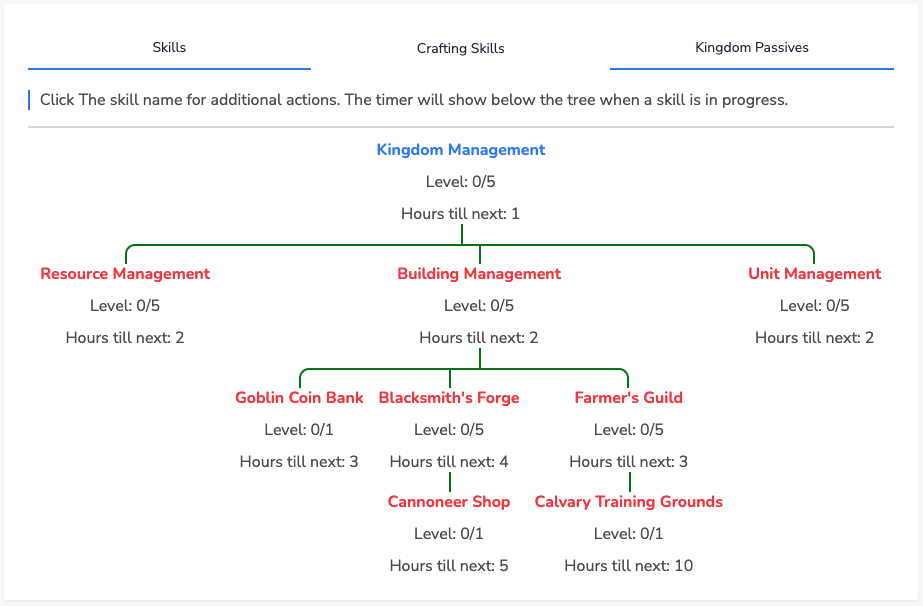 Skills Crafting Skills Kingdom Passives
Click The skill name for additional actions. The timer will show below the tree when a skill is in progress.
Kingdom Management
Level: 0/5
Hours till next: 1
Resource Management Building Management Unit Management
Level: 0/5 Level: 0/5 Level: 0/5
Hours till next: 2 Hours till next: 2 Hours till next: 2
Goblin Coin Bank Blacksmith's Forge Farmer's Guild
Level: 0/1 Level: 0/5 Level: 0/5
Hours till next: 3 Hours till next: 4 Hours till next: 3
Cannoneer Shop Calvary Training Grounds
Level: 0/1 Level: 0/1
Hours till next: 5 Hours till next: 10